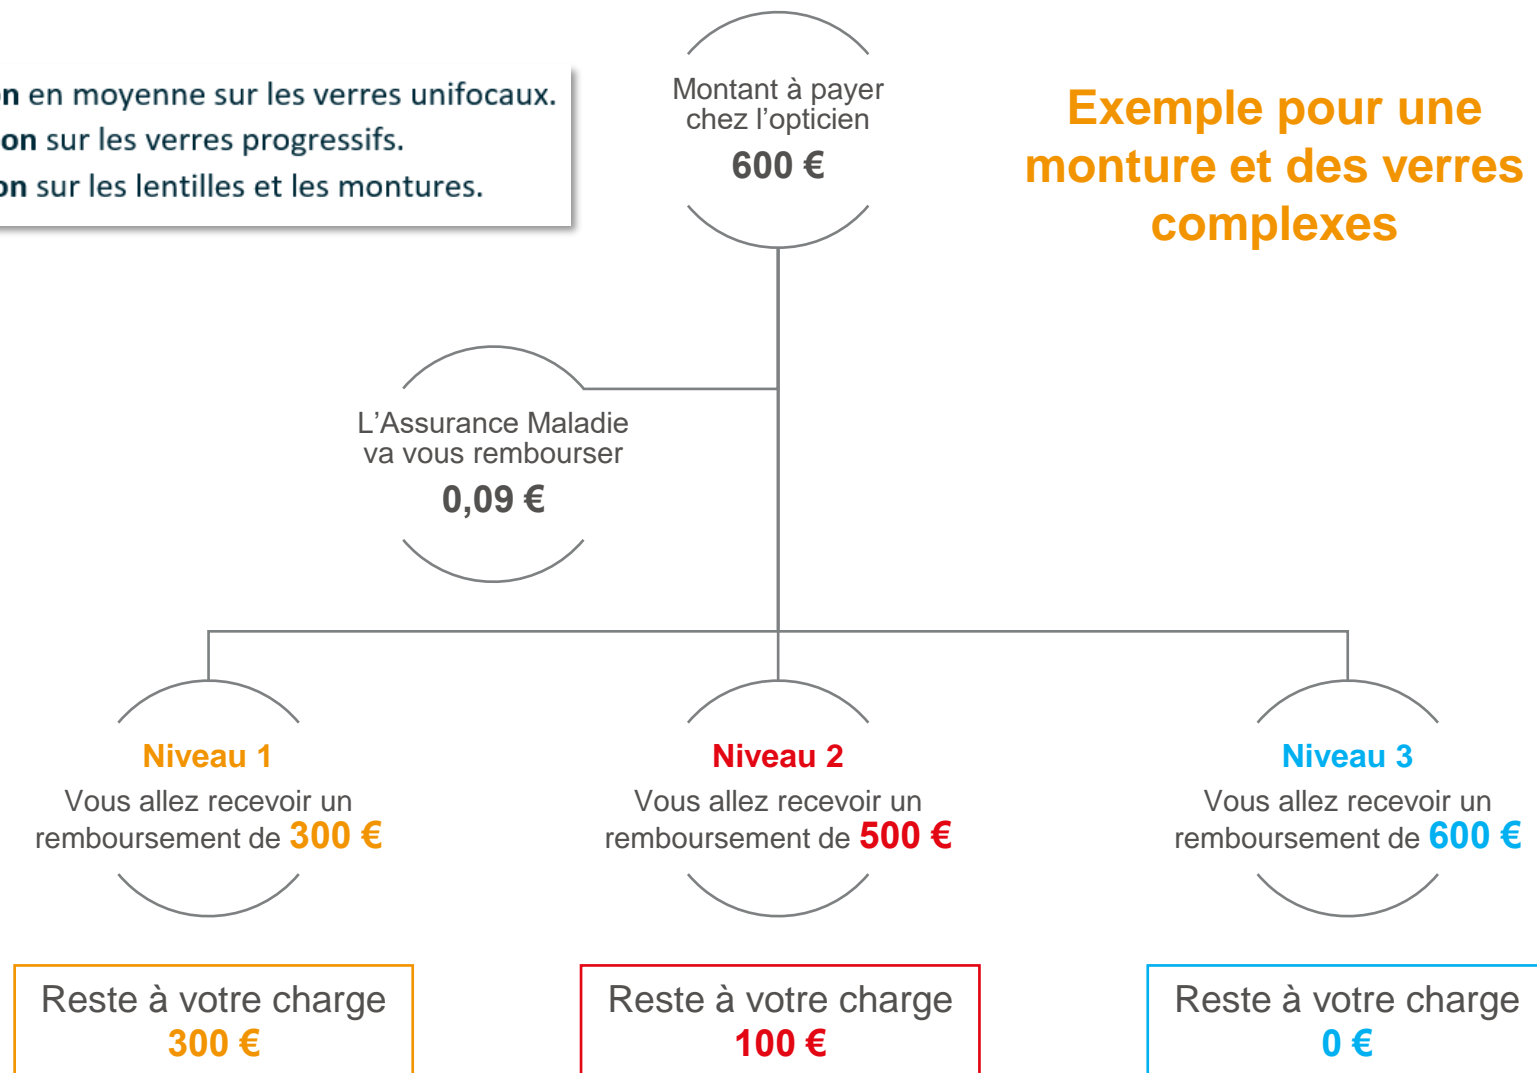 en moyenne sur les verres unifocaux.
sur les verres progressifs.
sur les lentilles et les montures.
Montant à payer
chez l’opticien
600 €
Exemple pour une
monture et des verres
complexes
L’Assurance Maladie
va vous rembourser
0,09 €
Niveau 1
Vous allez recevoir un
remboursement de 300 €
Niveau 2
Vous allez recevoir un
remboursement de 500 €
Niveau 3
Vous allez recevoir un
remboursement de 600 €
Reste à votre charge
300 €
Reste à votre charge
100 €
Reste à votre charge
0 €